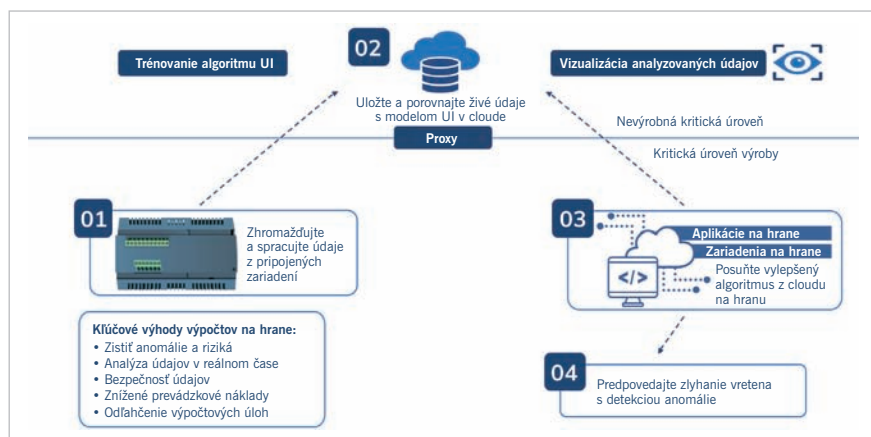 Trénovanie algoritmu UI
02
Uložte a porovnajte živé údaje
s modelom UI v cloude
Vizualizácia analyzovaných údajov
Nevýrobná kritická úroveň
Proxy
Kritická úroveň výroby
01
Zhromažďujte
a spracujte údaje
z pripojených
zariadení
03
Aplikácie na hrane
Zariadenia na hrane
</>
Posuňte vylepšený
algoritmus z cloudu
na hranu
Kľúčové výhody výpočtov na hrane:
• Zistiť anomálie a riziká
• Analýza údajov v reálnom čase
• Bezpečnosť údajov
• Znížené prevádzkové náklady
• Odľahčenie výpočtových úloh
04
Predpovedajte zlyhanie vretena
s detekciou anomálie